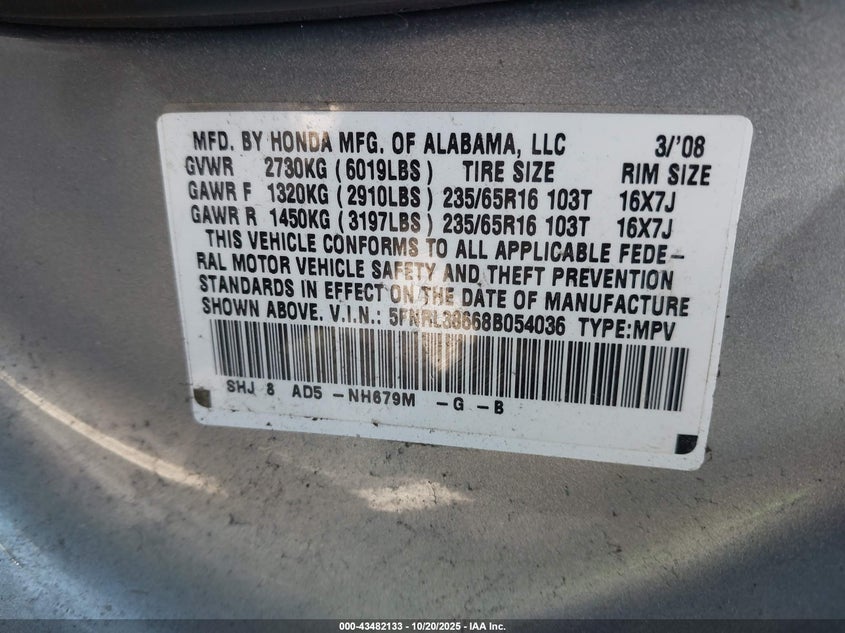 MFD. BY HONDA MFG. OF ALABAMA, LLC 3/'08
GVWR 2730KG (6019LBS) TIRE SIZE RIM SIZE
GAWR F 1320KG (2910LBS) 235/65R16 103T 16X7J
GAWR R 1450KG (3197LBS) 235/65R16 103T 16X7J
THIS VEHICLE CONFORMS TO ALL APPLICABLE FEDE-
RAL MOTOR VEHICLE SAFETY AND THEFT PREVENTION
STANDARDS IN EFFECT ON THE DATE OF MANUFACTURE
SHOWN ABOVE. V.I.N.: 5FNRL38668B054036 TYPE:MPV
SHJ 8 AD5 -NH679M -G -B
000-43482133 - 10/20/2025 - IAA Inc.